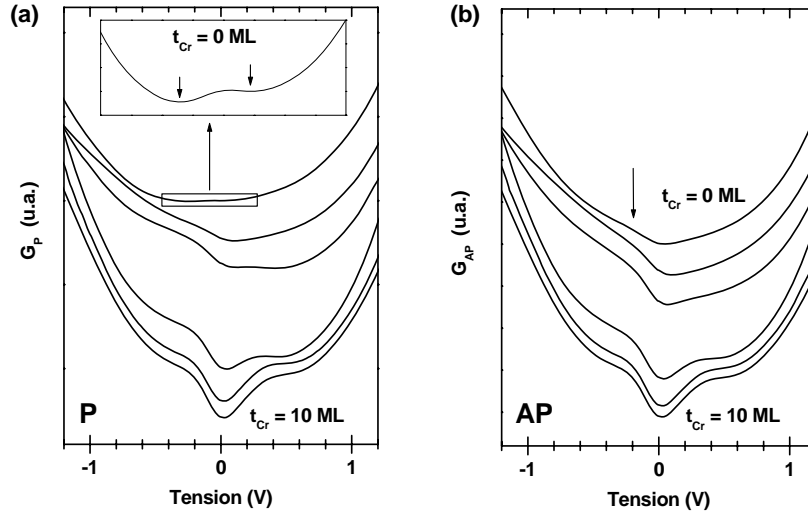 (a)
t_Cr = 0 ML
G_P (u.a.)
P
t_Cr = 10 ML
-1 0 1
Tension (V)
(b)
t_Cr = 0 ML
G_AP (u.a.)
AP
t_Cr = 10 ML
-1 0 1
Tension (V)